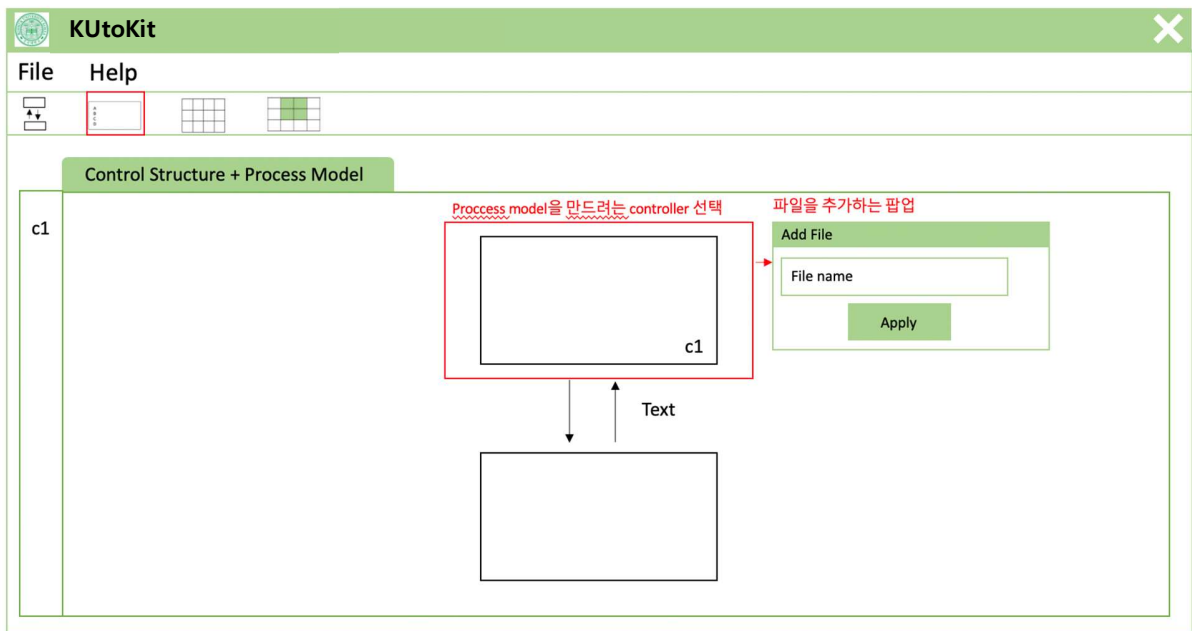 KUtoKit
File Help
A
B
C
D
Control Structure + Process Model
c1
Proccess model을 만드려는 controller 선택
파일을 추가하는 팝업
Add File
File name
Apply
c1
Text